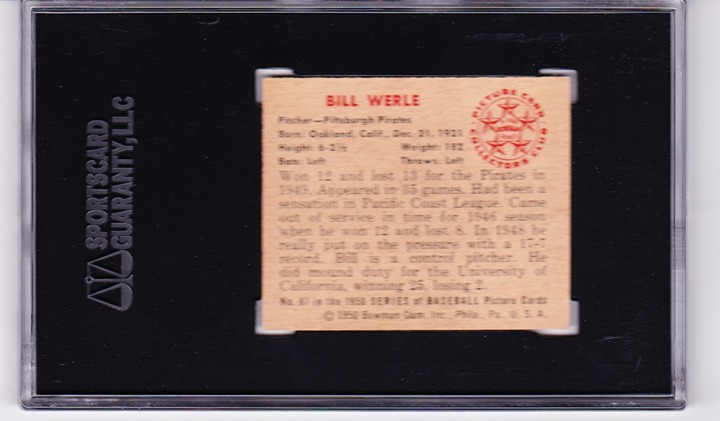 SPORTSCARD
GUARANTY,LLC
BILL WERLE
PICTURE CARD
COLLECTORS CLUB
Pitcher—Pittsburgh Pirates
Born: Oakland, Calif., Dec. 21, 1921
Height: 6-2½ Weight: 182
Bats: Left Throws: Left
Won 12 and lost 13 for the Pirates in
1949. Appeared in 35 games. Had been a
sensation in Pacific Coast League. Came
out of service in time for 1946 season
when he won 12 and lost 8. In 1948 he
really put on the pressure with a 17-7
record. Bill is a control pitcher. He
did mound duty for the University of
California, winning 25, losing 2.
No. 87 in the 1950 SERIES of BASEBALL Picture Cards
© 1950 Bowman Gum, Inc., Phila., Pa., U. S. A.